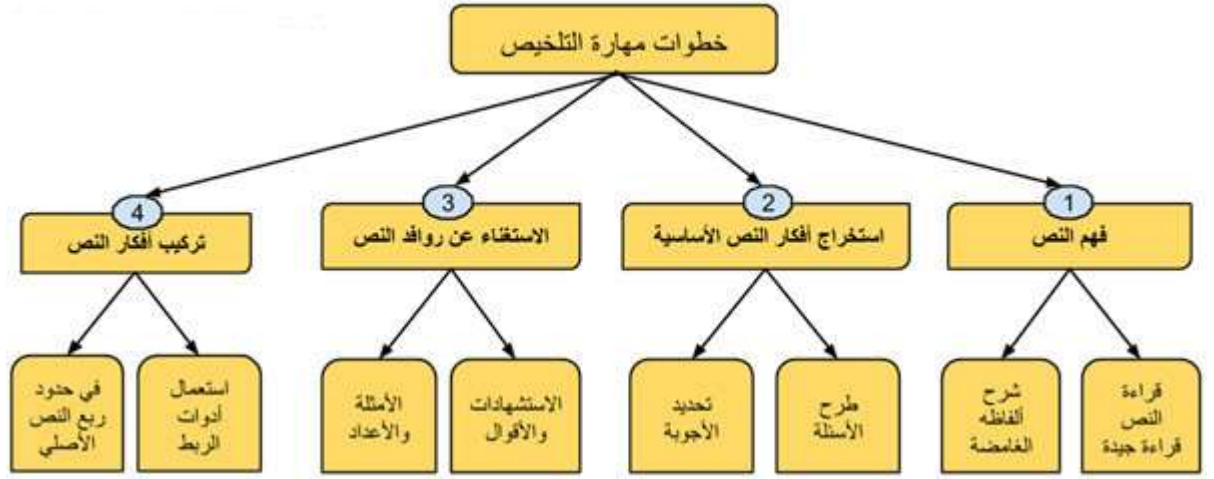 خطوات مهارة التلخيص
1
فهم النص
2
استخراج أفكار النص الأساسية
3
الاستغناء عن روافد النص
4
تركيب أفكار النص
قراءة
النص
قراءة جيدة
شرح
ألفاظه
الغامضة
طرح
الأسئلة
تحديد
الأجوبة
الاستشهادات
والأقوال
الأمثلة
والأعداد
استعمال
أدوات
الربط
في حدود
ربع النص
الأصلي